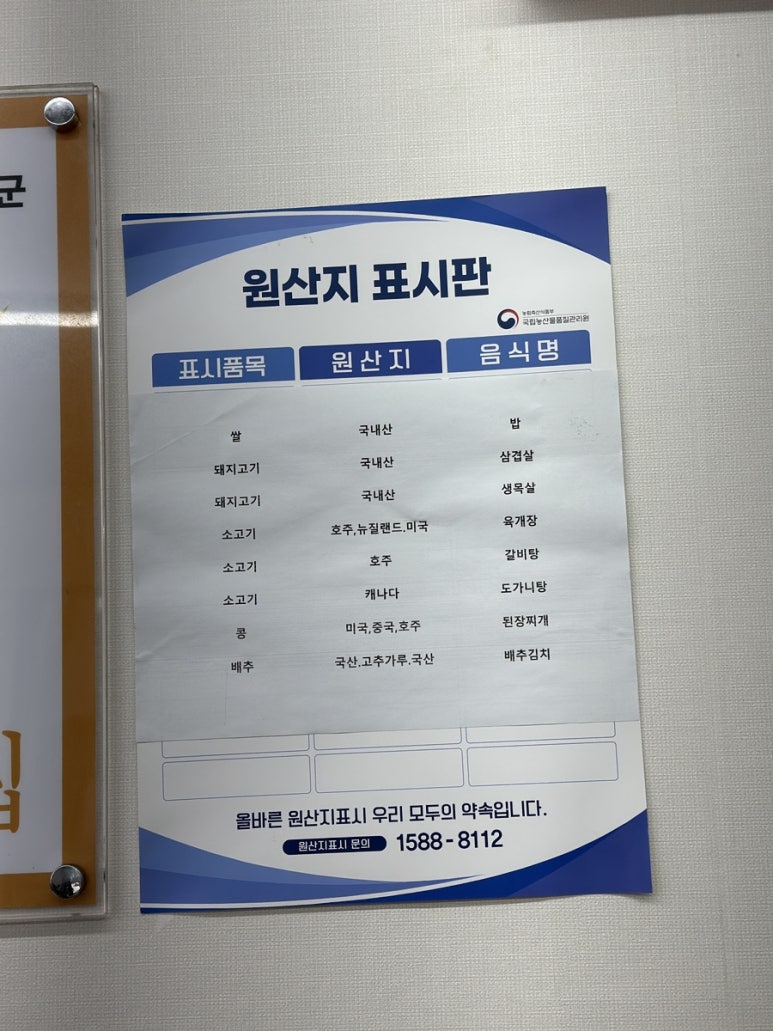 군
원산지 표시판
농림축산식품부
국립농산물품질관리원
표시품목 원산지 음식명
쌀 국내산 밥
돼지고기 국내산 삼겹살
돼지고기 국내산 생목살
소고기 호주,뉴질랜드.미국 육개장
소고기 호주 갈비탕
소고기 캐나다 도가니탕
콩 미국,중국,호주 된장찌개
배추 국산.고추가루.국산 배추김치
올바른 원산지표시 우리 모두의 약속입니다.
원산지표시 문의 1588-8112